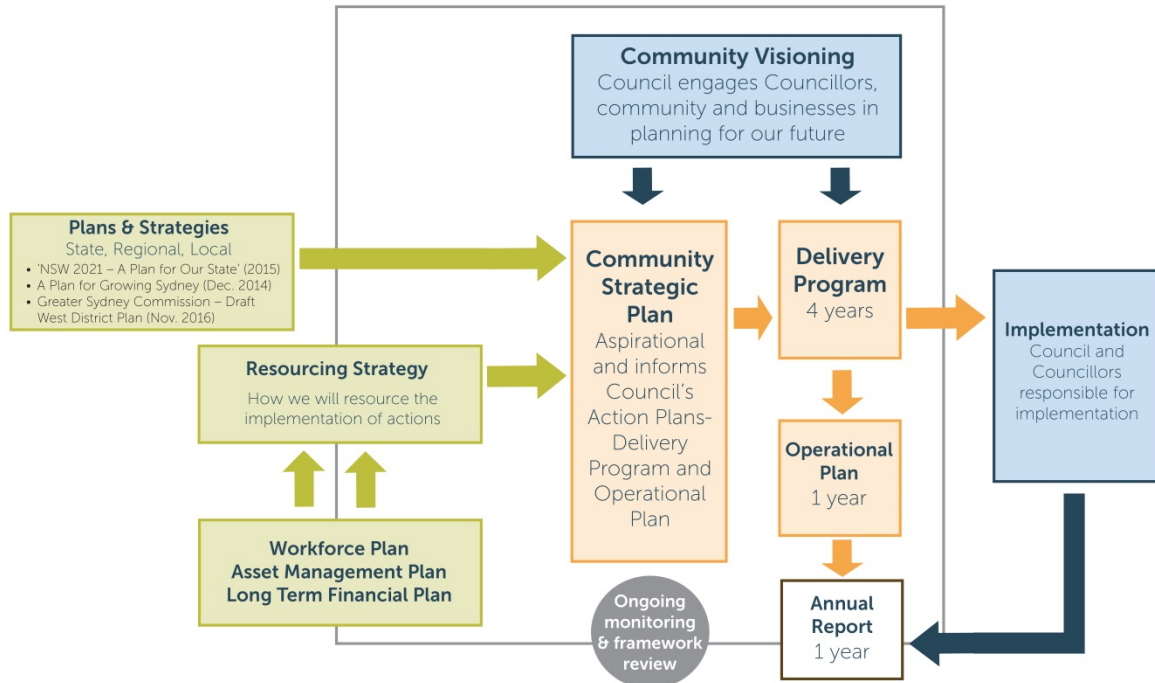 Community Visioning
Council engages Councillors,
community and businesses in
planning for our future
Plans & Strategies
State, Regional, Local
• ‘NSW 2021 – A Plan for Our State’ (2015)
• A Plan for Growing Sydney (Dec. 2014)
• Greater Sydney Commission – Draft
West District Plan (Nov. 2016)
Resourcing Strategy
How we will resource the
implementation of actions
Workforce Plan
Asset Management Plan
Long Term Financial Plan
Community
Strategic
Plan
Aspirational
and informs
Council’s
Action Plans-
Delivery
Program and
Operational
Plan
Delivery
Program
4 years
Operational
Plan
1 year
Annual
Report
1 year
Implementation
Council and
Councillors
responsible for
implementation
Ongoing
monitoring
& framework
review